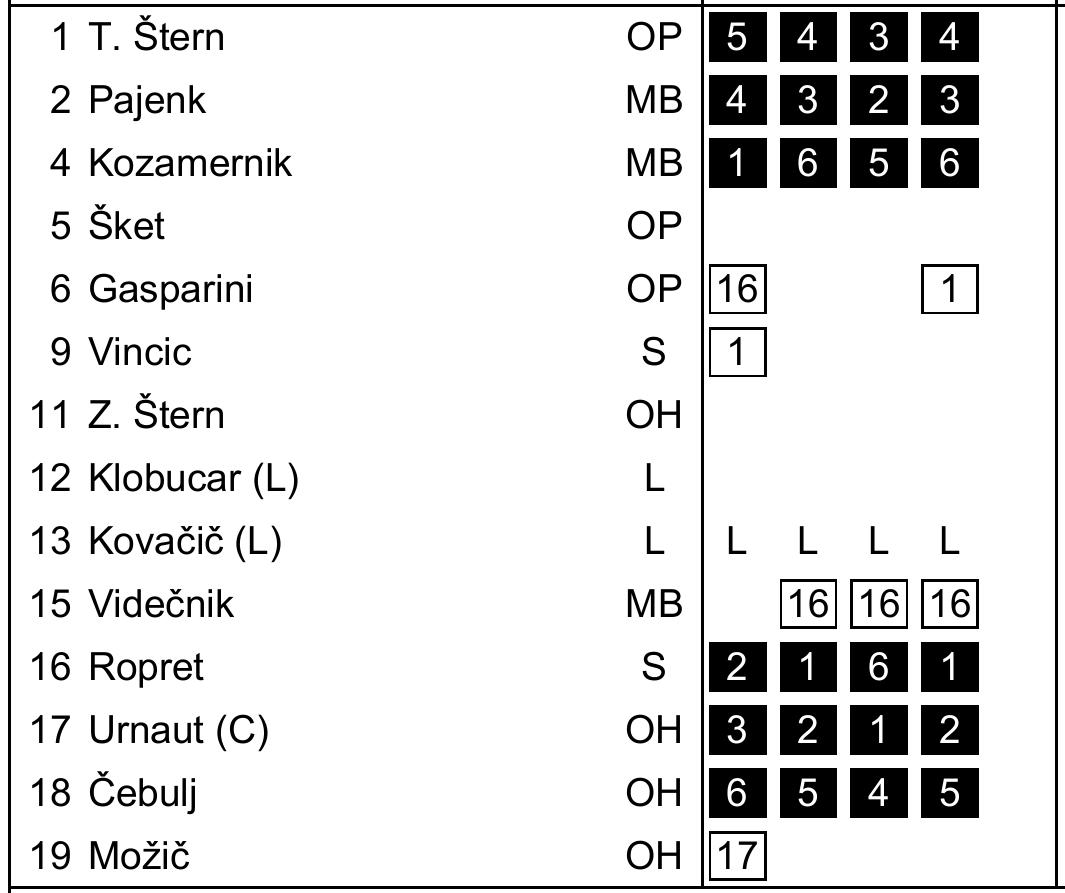 1 T. Štern OP 5 4 3 4
2 Pajenk MB 4 3 2 3
4 Kozamernik MB 1 6 5 6
5 Šket OP
6 Gasparini OP 16 1
9 Vincic S 1
11 Z. Štern OH
12 Klobucar (L) L
13 Kovačič (L) L L L L L
15 Videčnik MB 16 16 16
16 Ropret S 2 1 6 1
17 Urnaut (C) OH 3 2 1 2
18 Čebulj OH 6 5 4 5
19 Možič OH 17